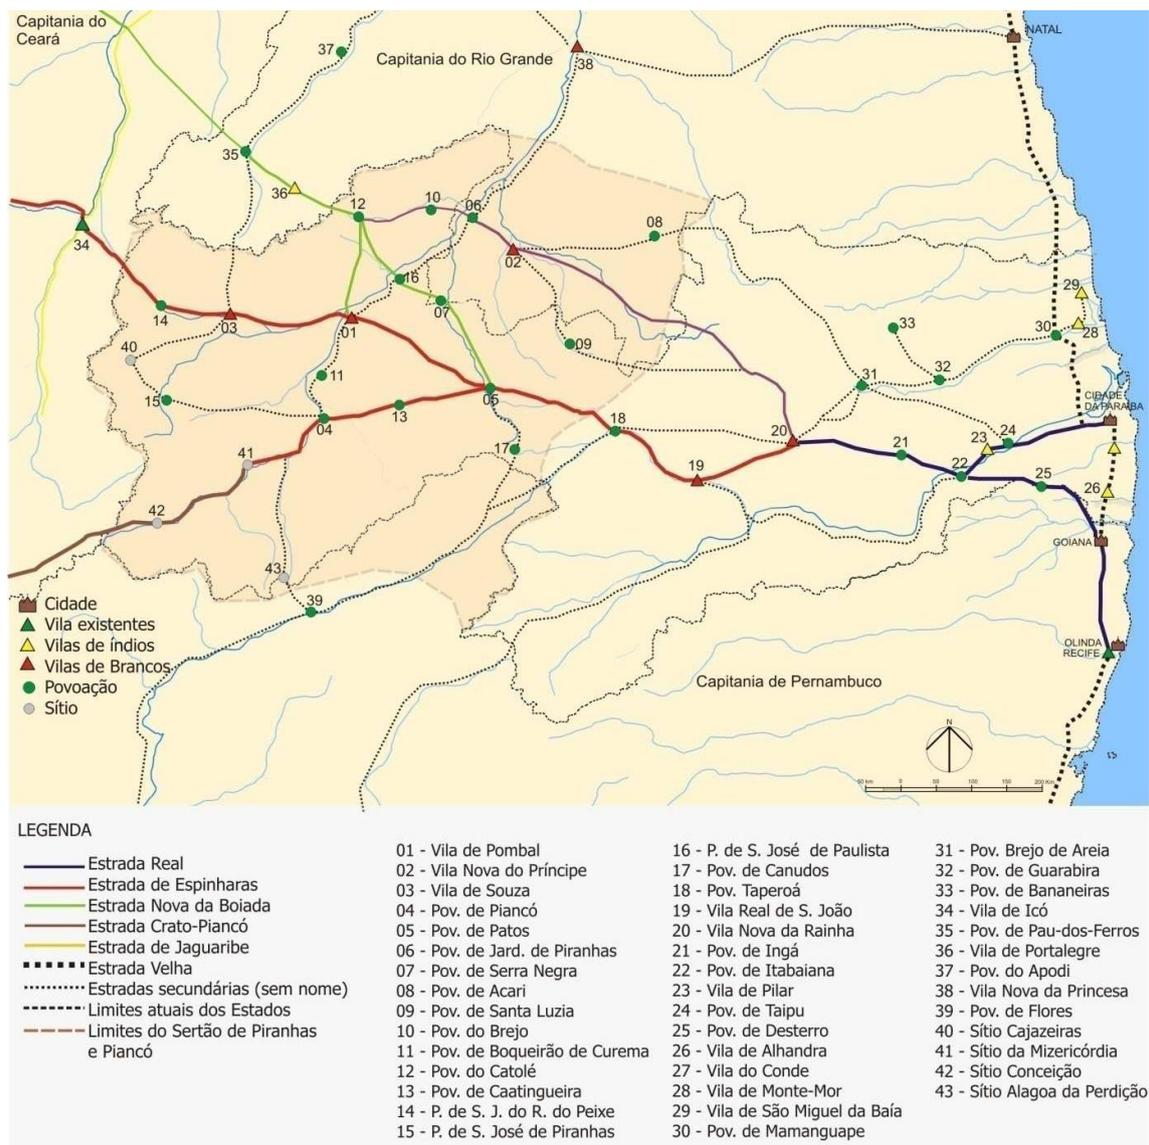 Capitania do
Ceará
37
Capitania do Rio Grande
38
NATAL
35
36
12
10
06
08
02
34
16
07
29
28
14
03
01
33
30
40
09
11
31
32
15
05
CIDADE
DA PARAÍBA
04
13
18
20
21
23
24
41
17
22
25
26
19
42
GOIANA
43
39
Cidade
Vila existentes
Vilas de índios
Vilas de Brancos
Povoação
Sítio
OLINDA
RECIFE
Capitania de Pernambuco
N
50 km 0 50 100 150 200 Km
LEGENDA
Estrada Real
Estrada de Espinharas
Estrada Nova da Boiada
Estrada Crato-Piancó
Estrada de Jaguaribe
Estrada Velha
Estradas secundárias (sem nome)
Limites atuais dos Estados
Limites do Sertão de Piranhas
e Piancó
01 - Vila de Pombal
02 - Vila Nova do Príncipe
03 - Vila de Souza
04 - Pov. de Piancó
05 - Pov. de Patos
06 - Pov. de Jard. de Piranhas
07 - Pov. de Serra Negra
08 - Pov. de Acari
09 - Pov. de Santa Luzia
10 - Pov. do Brejo
11 - Pov. de Boqueirão de Curema
12 - Pov. do Catolé
13 - Pov. de Caatingueira
14 - P. de S. J. do R. do Peixe
15 - P. de S. José de Piranhas
16 - P. de S. José de Paulista
17 - Pov. de Canudos
18 - Pov. Taperoá
19 - Vila Real de S. João
20 - Vila Nova da Rainha
21 - Pov. de Ingá
22 - Pov. de Itabaiana
23 - Vila de Pilar
24 - Pov. de Taipu
25 - Pov. de Desterro
26 - Vila de Alhandra
27 - Vila do Conde
28 - Vila de Monte-Mor
29 - Vila de São Miguel da Baía
30 - Pov. de Mamanguape
31 - Pov. Brejo de Areia
32 - Pov. de Guarabira
33 - Pov. de Bananeiras
34 - Vila de Icó
35 - Pov. de Pau-dos-Ferros
36 - Vila de Portalegre
37 - Pov. do Apodi
38 - Vila Nova da Princesa
39 - Pov. de Flores
40 - Sítio Cajazeiras
41 - Sítio da Mizericórdia
42 - Sítio Conceição
43 - Sítio Alagoa da Perdição